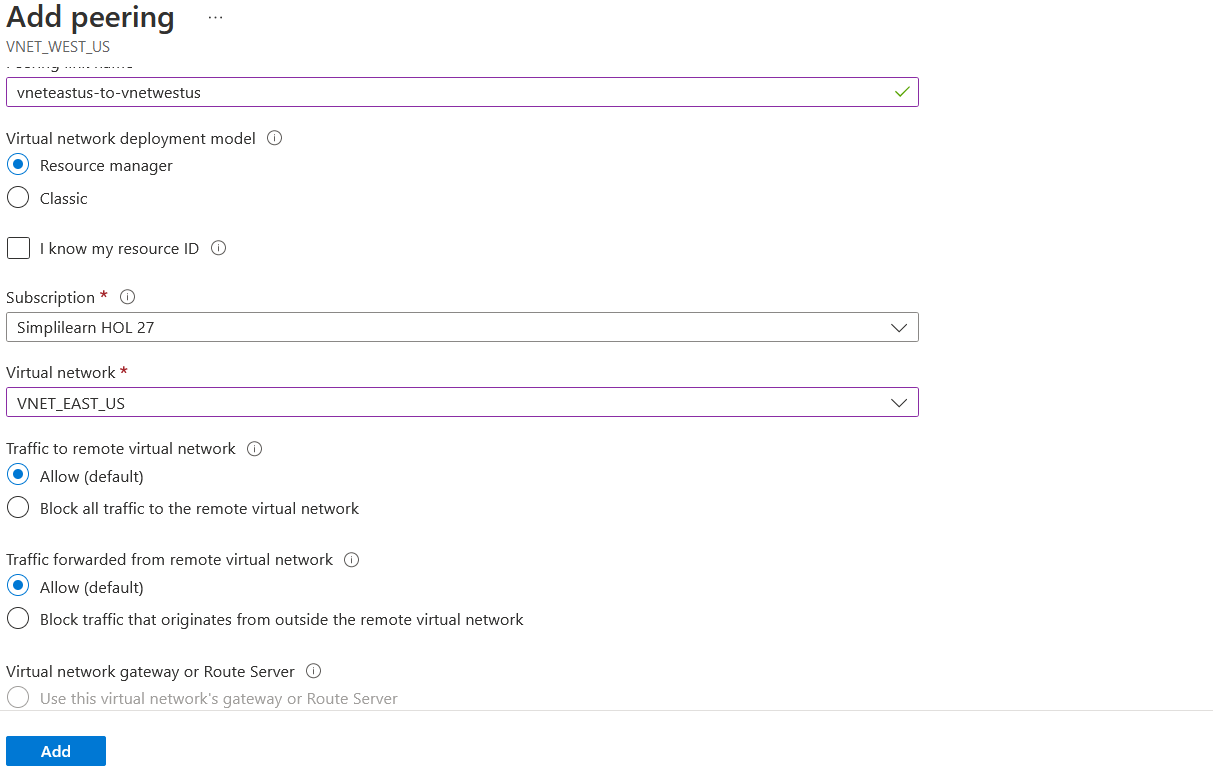 Add peering ...
VNET_WEST_US
Peering link name
vneteastus-to-vnetwestus
Virtual network deployment model
Resource manager
Classic
I know my resource ID
Subscription *
Simplilearn HOL 27
Virtual network *
VNET_EAST_US
Traffic to remote virtual network
Allow (default)
Block all traffic to the remote virtual network
Traffic forwarded from remote virtual network
Allow (default)
Block traffic that originates from outside the remote virtual network
Virtual network gateway or Route Server
Use this virtual network's gateway or Route Server
Add